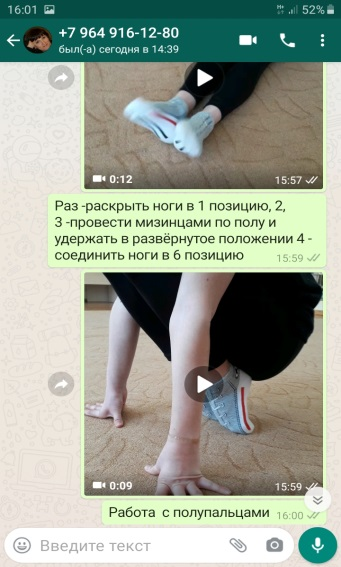 16:01
52%
+7 964 916-12-80
был(-а) сегодня в 14:39
0:12
15:57
Раз -раскрыть ноги в 1 позицию, 2,
3 -провести мизинцами по полу и
удержать в развёрнутое положении 4 -
соединить ноги в 6 позицию
15:59
0:09
15:59
Работа с полупальцами
16:00
Введите текст